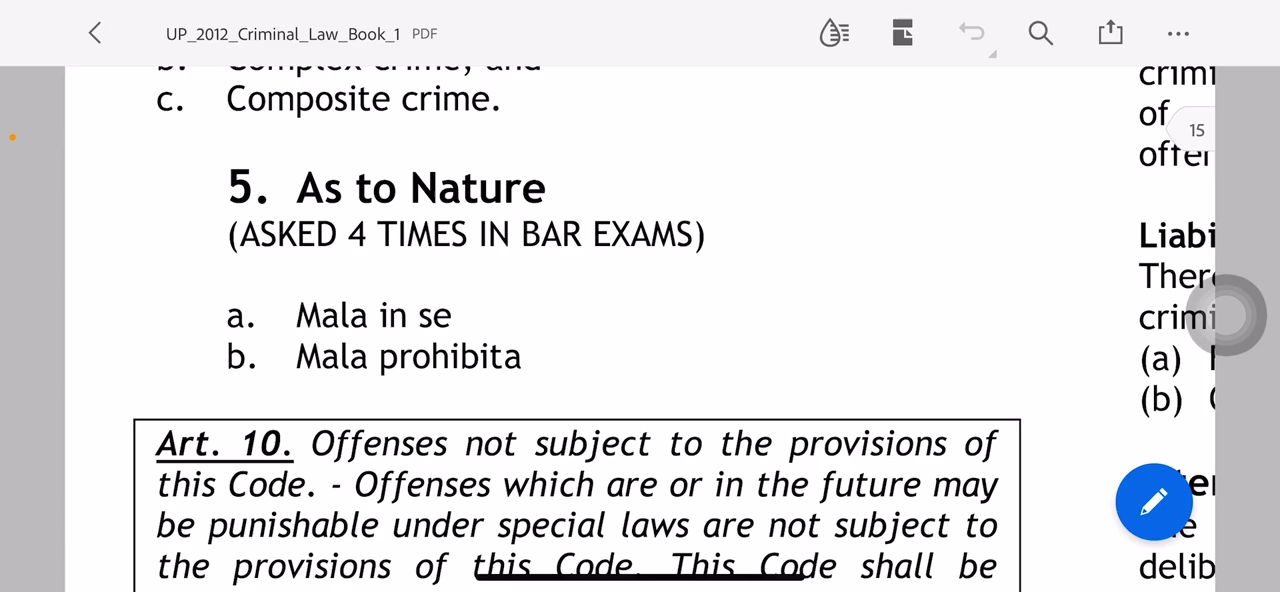 UP_2012_Criminal_Law_Book_1 PDF
c. Composite crime.
5. As to Nature
(ASKED 4 TIMES IN BAR EXAMS)
a. Mala in se
b. Mala prohibita
Art. 10. Offenses not subject to the provisions of
this Code. - Offenses which are or in the future may
be punishable under special laws are not subject to
the provisions of this Code. This Code shall be
of
15
(a)
(b)